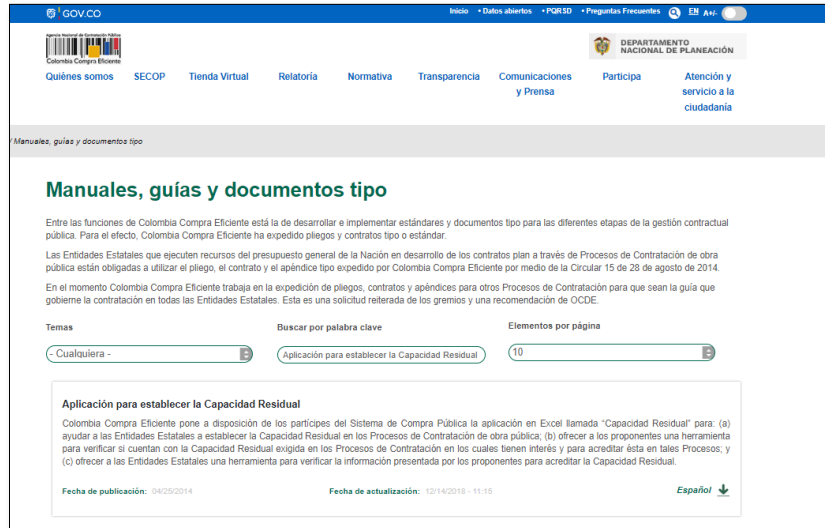 GOV.CO
Inicio • Datos abiertos • PQRSD • Preguntas Frecuentes EN A+/-
Agencia Nacional de Contratación Pública
Colombia Compra Eficiente
DEPARTAMENTO
NACIONAL DE PLANEACIÓN
Quiénes somos SECOP Tienda Virtual Relatoría Normativa Transparencia Comunicaciones y Prensa Participa Atención y servicio a la ciudadanía
/ Manuales, guías y documentos tipo
Manuales, guías y documentos tipo
Entre las funciones de Colombia Compra Eficiente está la de desarrollar e implementar estándares y documentos tipo para las diferentes etapas de la gestión contractual
pública. Para el efecto, Colombia Compra Eficiente ha expedido pliegos y contratos tipo o estándar.
Las Entidades Estatales que ejecuten recursos del presupuesto general de la Nación en desarrollo de los contratos plan a través de Procesos de Contratación de obra
pública están obligadas a utilizar el pliego, el contrato y el apéndice tipo expedido por Colombia Compra Eficiente por medio de la Circular 15 de 28 de agosto de 2014.
En el momento Colombia Compra Eficiente trabaja en la expedición de pliegos, contratos y apéndices para otros Procesos de Contratación para que sean la guía que
gobierne la contratación en todas las Entidades Estatales. Esta es una solicitud reiterada de los gremios y una recomendación de OCDE.
Temas Buscar por palabra clave Elementos por página
- Cualquiera - Aplicación para establecer la Capacidad Residual 10
Aplicación para establecer la Capacidad Residual
Colombia Compra Eficiente pone a disposición de los partícipes del Sistema de Compra Pública la aplicación en Excel llamada “Capacidad Residual” para: (a)
ayudar a las Entidades Estatales a establecer la Capacidad Residual en los Procesos de Contratación de obra pública; (b) ofrecer a los proponentes una herramienta
para verificar si cuentan con la Capacidad Residual exigida en los Procesos de Contratación en los cuales tienen interés y para acreditar ésta en tales Procesos; y
(c) ofrecer a las Entidades Estatales una herramienta para verificar la información presentada por los proponentes para acreditar la Capacidad Residual.
Fecha de publicación: 04/25/2014 Fecha de actualización: 12/14/2018 - 11:15 Español